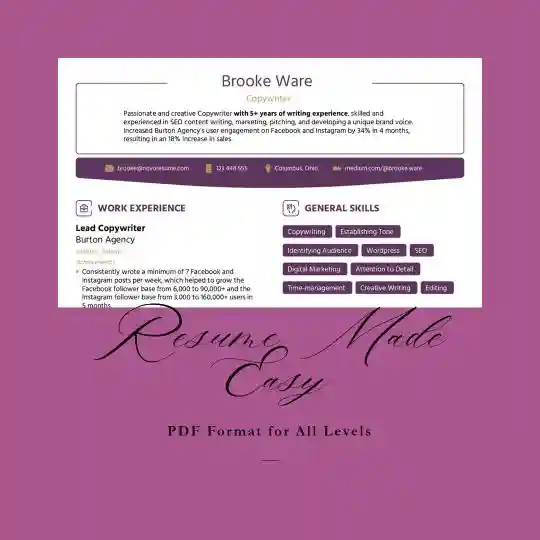 Brooke Ware
Copywriter
Passionate and creative Copywriter with 5+ years of writing experience, skilled and
experienced in SEO content writing, marketing, pitching, and developing a unique brand voice.
Increased Burton Agency's user engagement on Facebook and Instagram by 34% in 4 months,
resulting in an 18% increase in sales.
brooke@novoresume.com
123 444 555
Columbus, Ohio
medium.com/@brooke.ware
WORK EXPERIENCE
Lead Copywriter
Burton Agency
Achievements
Consistently wrote a minimum of 7 Facebook and
Instagram posts per week, which helped to grow the
Facebook follower base from 6,000 to 90,000+ and the
Instagram follower base from 3,000 to 160,000+ users in
5 months.
GENERAL SKILLS
Copywriting Establishing Tone
Identifying Audience Wordpress SEO
Digital Marketing Attention to Detail
Time-management Creative Writing Editing
Resume Made
Easy
PDF Format for All Levels